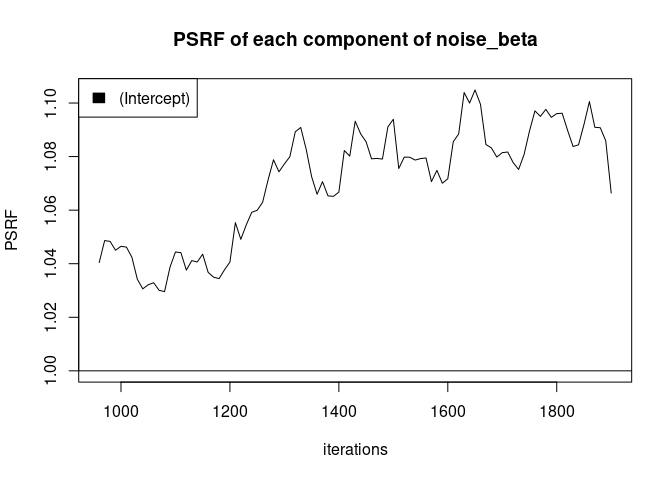 PSRF of each component of noise_beta
(Intercept)
1.10
1.08
1.06
1.04
1.02
1.00
PSRF
1000 1200 1400 1600 1800
iterations